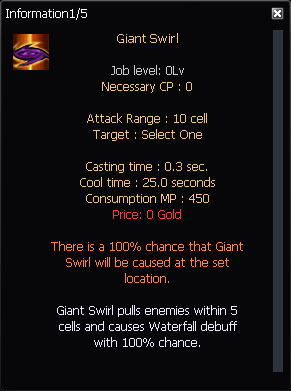 Information1/5
Giant Swirl
Job level: 0Lv
Necessary CP : 0
Attack Range : 10 cell
Target : Select One
Casting time : 0.3 sec.
Cool time : 25.0 seconds
Consumption MP : 450
Price: 0 Gold
There is a 100% chance that Giant
Swirl will be caused at the set
location.
Giant Swirl pulls enemies within 5
cells and causes Waterfall debuff
with 100% chance.